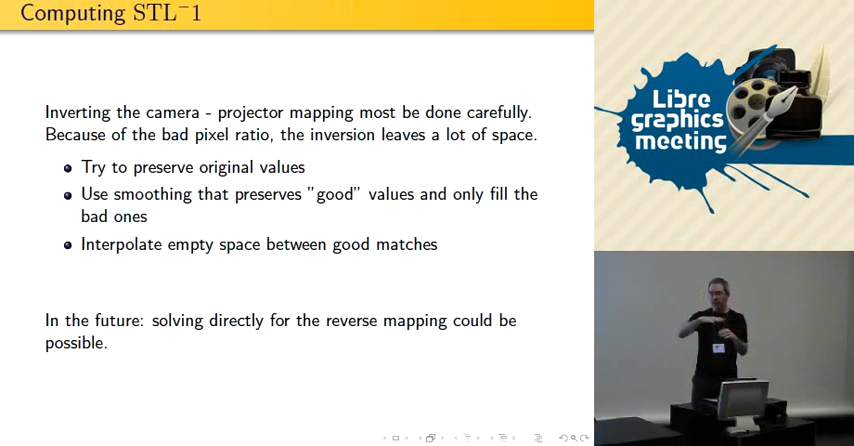 Computing STL⁻1
Inverting the camera - projector mapping most be done carefully.
Because of the bad pixel ratio, the inversion leaves a lot of space.
Try to preserve original values
Use smoothing that preserves "good" values and only fill the
bad ones
Interpolate empty space between good matches
In the future: solving directly for the reverse mapping could be
possible.
Libre
graphics
meeting